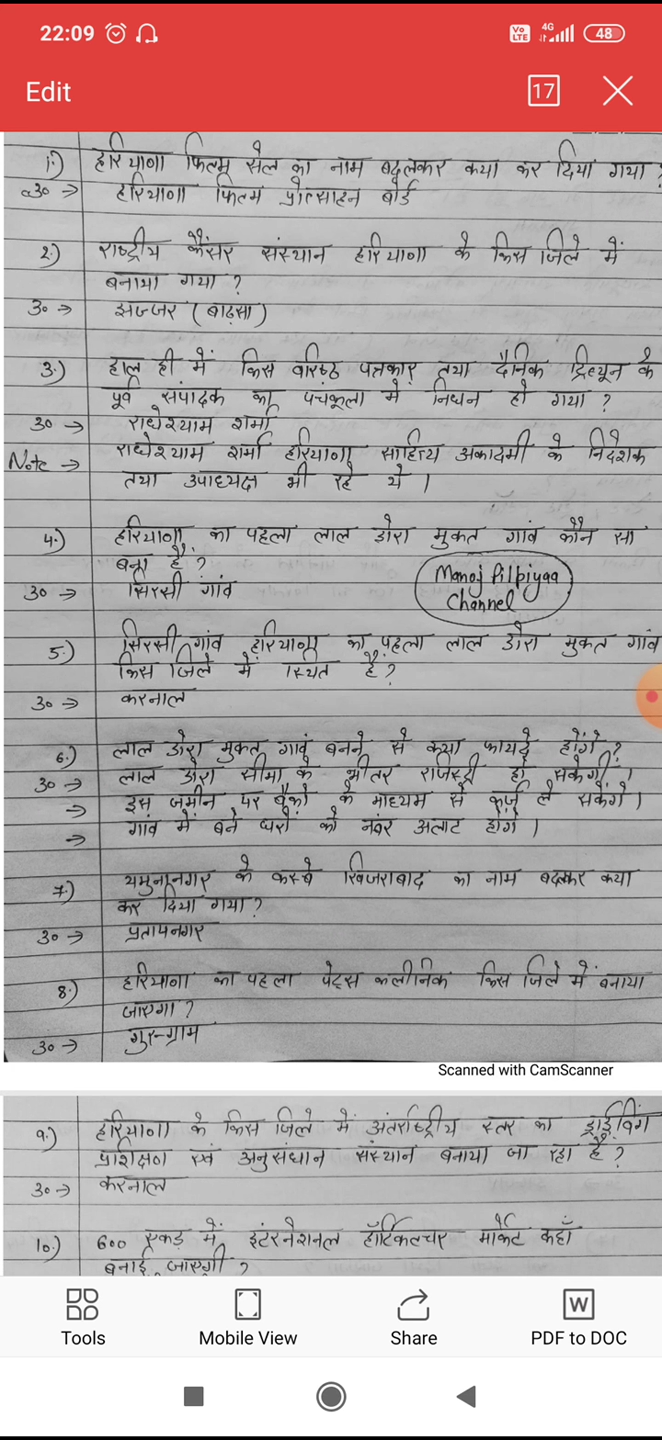 22:09
VoLTE 4G 48
Edit 17
1.) हरियाणा फिल्म सेल का नाम बदलकर क्या कर दिया गया?
उ० → हरियाणा फिल्म प्रोत्साहन बोर्ड
2.) राष्ट्रीय कैंसर संस्थान हरियाणा के किस जिले में
बनाया गया ?
उ० → झज्जर (बाढ़सा)
3.) हाल ही में किस वरिष्ठ पत्रकार तथा दैनिक ट्रिब्यून के
पूर्व संपादक का पंचकूला में निधन हो गया ?
उ० → राधेश्याम शर्मा
Note → राधेश्याम शर्मा हरियाणा साहित्य अकादमी के निदेशक
तथा उपाध्यक्ष भी रहे थे ।
4.) हरियाणा का पहला लाल डोरा मुक्त गांव कौन सा
बना है ?
उ० → सिरसी गांव
Manoj Pilpiyaa
Channel
5.) सिरसी गांव हरियाणा का पहला लाल डोरा मुक्त गांव
किस जिले में स्थित है ?
उ० → करनाल
6.) लाल डोरा मुक्त गावं बनने से क्या फायदे होंगे ?
उ० → लाल डोरा सीमा के भीतर रजिस्ट्री हो सकेगी ।
→ इस जमीन पर बैंको के माध्यम से कर्ज ले सकेंगे ।
→ गांव में बने घरों को नंबर अलाट होंगे ।
7.) यमुनानगर के कस्बे खिजराबाद का नाम बदलकर क्या
कर दिया गया ?
उ० → प्रतापनगर
8.) हरियाणा का पहला पेट्स क्लीनिक किस जिले में बनाया
जाएगा ?
उ० → गुरुग्राम
Scanned with CamScanner
9.) हरियाणा के किस जिले में अंतर्राष्ट्रीय स्तर का ड्राईविंग
प्रशिक्षण एवं अनुसंधान संस्थान बनाया जा रहा है ?
उ० → करनाल
10.) 600 एकड़ में इंटरनेशनल हॉर्टिकल्चर मार्केट कहाँ
बनाई जाएगी ?
Tools Mobile View Share PDF to DOC